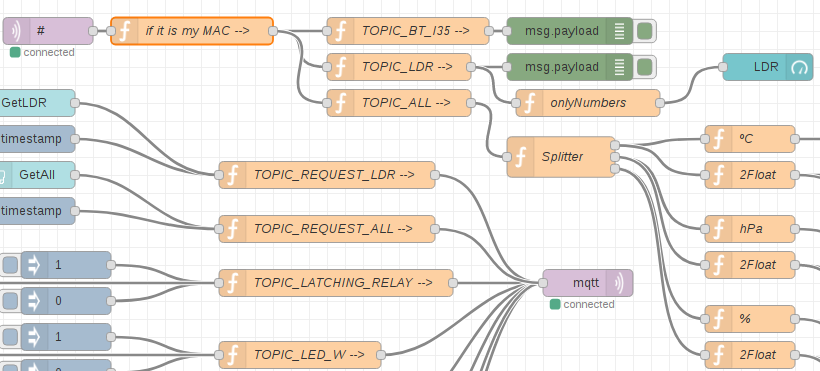 #
if it is my MAC -->
TOPIC_BT_I35 -->
msg.payload
connected
TOPIC_LDR -->
msg.payload
LDR
GetLDR
TOPIC_ALL -->
onlyNumbers
timestamp
Splitter
ºC
GetAll
TOPIC_REQUEST_LDR -->
2Float
timestamp
TOPIC_REQUEST_ALL -->
hPa
1
2Float
TOPIC_LATCHING_RELAY -->
mqtt
0
connected
%
1
TOPIC_LED_W -->
2Float